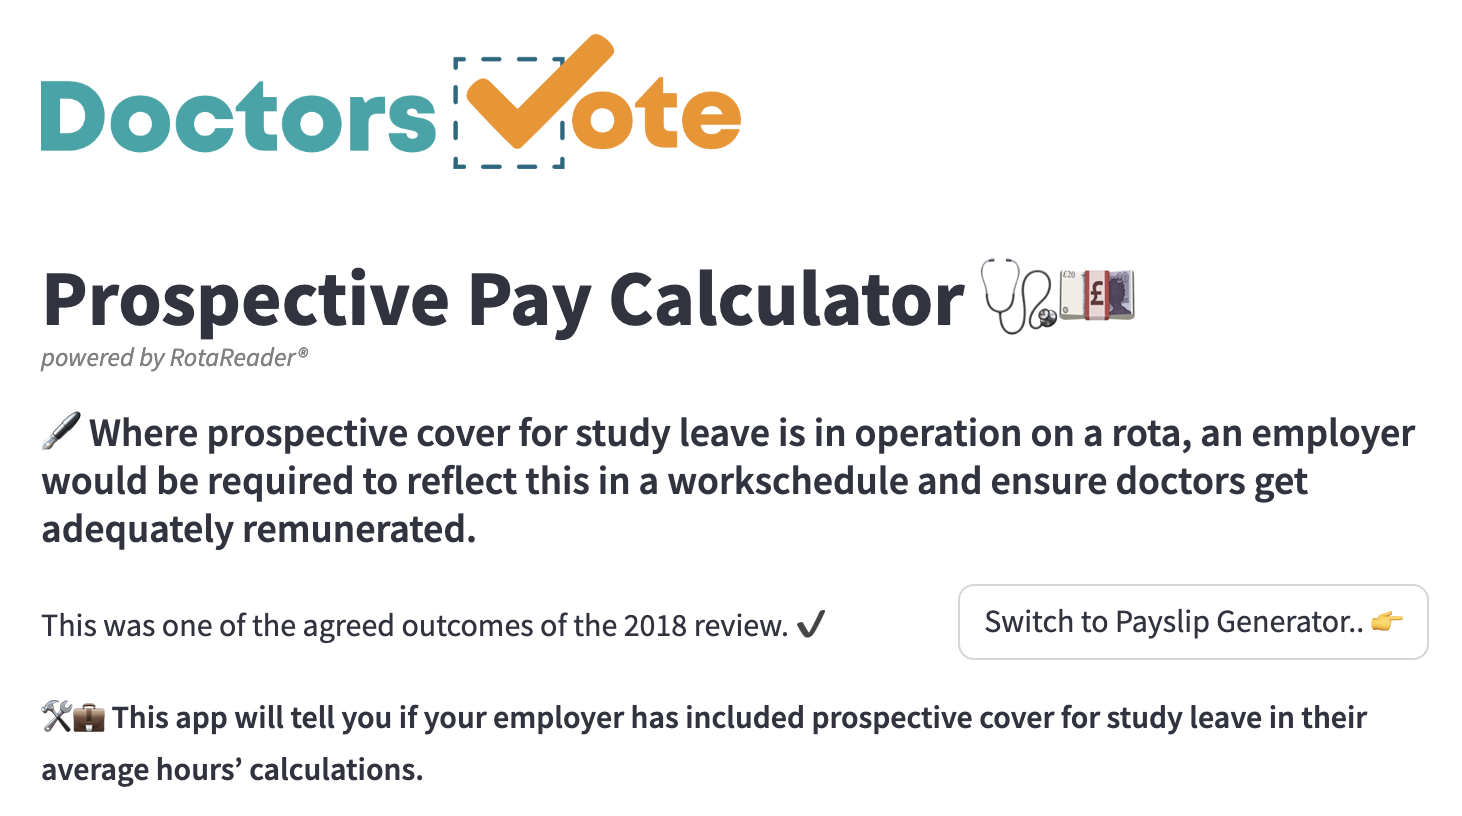 Doctors Vote
Prospective Pay Calculator
£20 £
powered by RotaReader®
Where prospective cover for study leave is in operation on a rota, an employer
would be required to reflect this in a workschedule and ensure doctors get
adequately remunerated.
This was one of the agreed outcomes of the 2018 review. ✔
Switch to Payslip Generator.. 👉
🛠💼 This app will tell you if your employer has included prospective cover for study leave in their
average hours’ calculations.